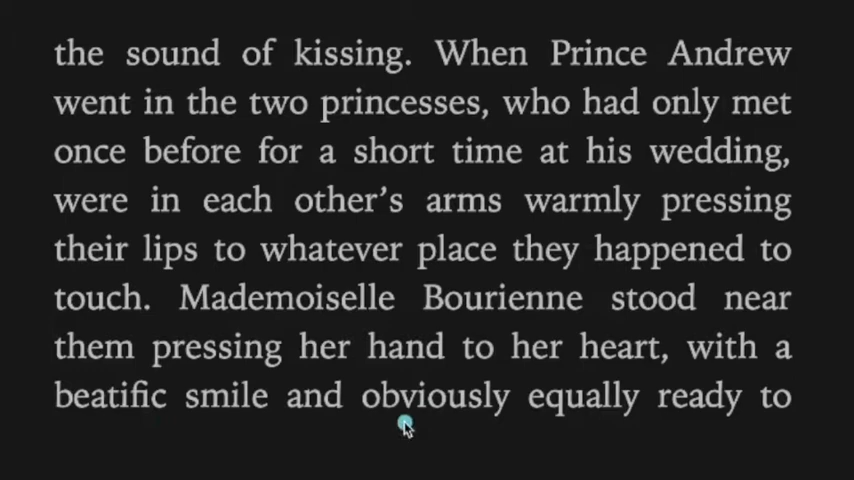 the sound of kissing. When Prince Andrew
went in the two princesses, who had only met
once before for a short time at his wedding,
were in each other’s arms warmly pressing
their lips to whatever place they happened to
touch. Mademoiselle Bourienne stood near
them pressing her hand to her heart, with a
beatific smile and obviously equally ready to